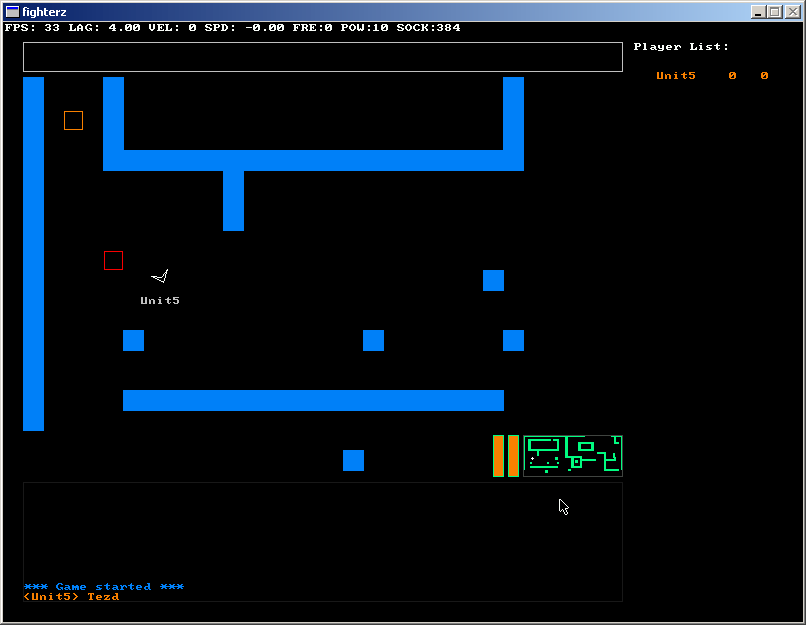 fighterz
FPS: 33 LAG: 4.00 VEL: 0 SPD: -0.00 FRE:0 POW:10 SOCK:384
Player List:
Unit5 0 0
Unit5
*** Game started ***
<Unit5> Tezd